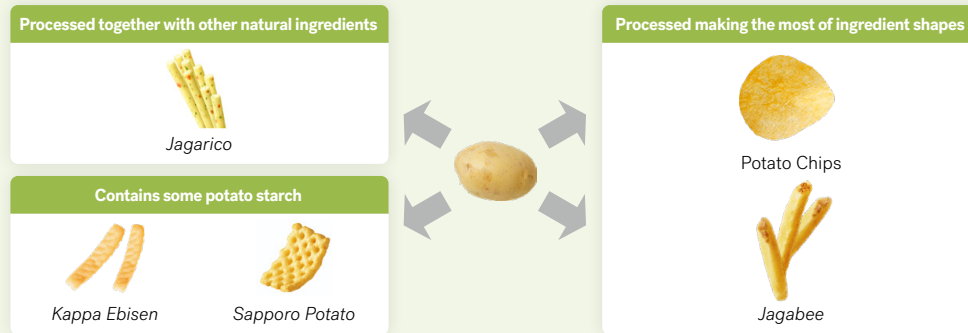 Processed together with other natural ingredients
Jagarico
Contains some potato starch
Kappa Ebisen
Sapporo Potato
Processed making the most of ingredient shapes
Potato Chips
Jagabee